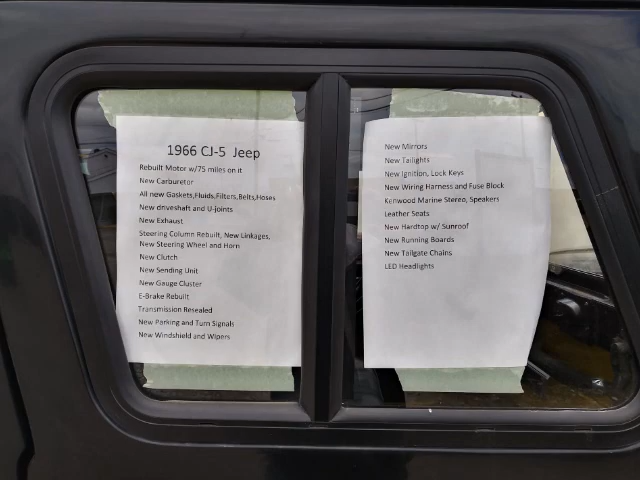 1966 CJ-5 Jeep
Rebuilt Motor w/75 miles on it
New Carburetor
All new Gaskets,Fluids,Filters,Belts,Hoses
New driveshaft and U-joints
New Exhaust
Steering Column Rebuilt, New Linkages,
New Steering Wheel and Horn
New Clutch
New Sending Unit
New Gauge Cluster
E-Brake Rebuilt
Transmission Resealed
New Parking and Turn Signals
New Windshield and Wipers
New Mirrors
New Tailights
New Ignition, Lock Keys
New Wiring Harness and Fuse Block
Kenwood Marine Stereo, Speakers
Leather Seats
New Hardtop w/ Sunroof
New Running Boards
New Tailgate Chains
LED Headlights